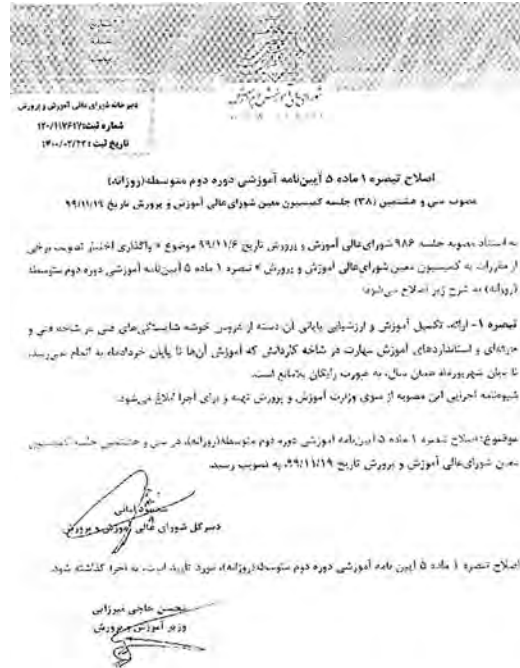 شورای عالی آموزش و پرورش
دبیرخانه شورای عالی آموزش و پرورش
شماره ثبت: ۱۲۰/۱۱۷۶۱۷
تاریخ ثبت: ۱۴۰۰/۰۲/۲۲
اصلاح تبصره ۱ ماده ۵ آیین‌نامه آموزشی دوره دوم متوسطه(روزانه)
مصوب سی و هشتمین (۳۸) جلسه کمیسیون معین شورای‌عالی آموزش و پرورش تاریخ ۹۹/۱۱/۱۹
به استناد مصوبه جلسه ۹۸۶ شورای‌عالی آموزش و پرورش تاریخ ۹۹/۱۱/۶ موضوع « واگذاری اختیار تصویب برخی
از مقررات به کمیسیون معین شورای‌عالی آموزش و پرورش » تبصره ۱ ماده ۵ آیین‌نامه آموزشی دوره دوم متوسطه
(روزانه) به شرح زیر اصلاح می‌شود:
تبصره ۱- ارائه، تکمیل آموزش و ارزشیابی پایانی آن دسته از دروس خوشه شایستگی‌های فنی در شاخه فنی و
حرفه‌ای و استانداردهای آموزش مهارت در شاخه کاردانش که آموزش آن‌ها تا پایان خردادماه به اتمام نمی‌رسد،
تا پایان شهریورماه همان سال، به صورت رایگان بلامانع است.
شیوه‌نامه اجرایی این مصوبه از سوی وزارت آموزش و پرورش تهیه و برای اجرا ابلاغ می‌شود.
موضوع: اصلاح تبصره ۱ ماده ۵ آیین‌نامه آموزشی دوره دوم متوسطه(روزانه)، در سی و هشتمین جلسه کمیسیون
معین شورای‌عالی آموزش و پرورش تاریخ ۹۹/۱۱/۱۹، به تصویب رسید.
محمود امانی
دبیر کل شورای عالی آموزش و پرورش
اصلاح تبصره ۱ ماده ۵ آیین نامه آموزشی دوره دوم متوسطه(روزانه)، مورد تایید است، به اجرا گذاشته شود.
محسن حاجی میرزایی
وزیر آموزش و پرورش